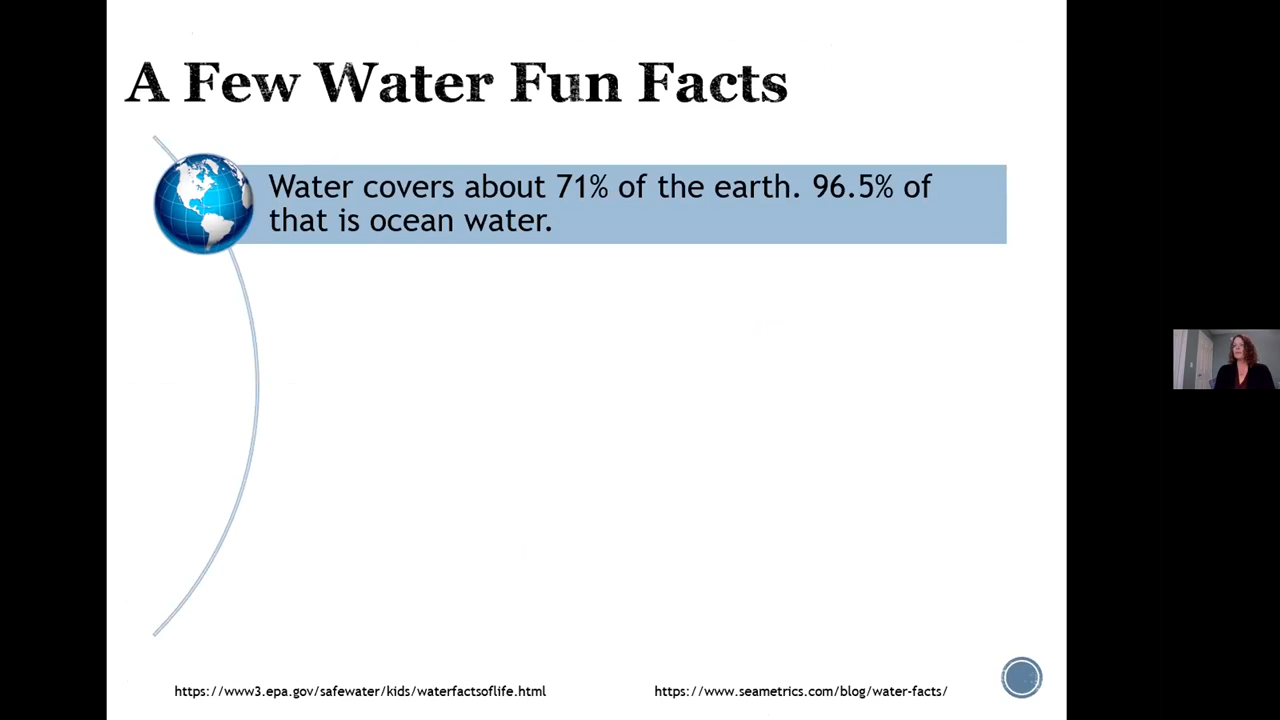 A Few Water Fun Facts
Water covers about 71% of the earth. 96.5% of
that is ocean water.
https://www3.epa.gov/safewater/kids/waterfactsoflife.html
https://www.seametrics.com/blog/water-facts/